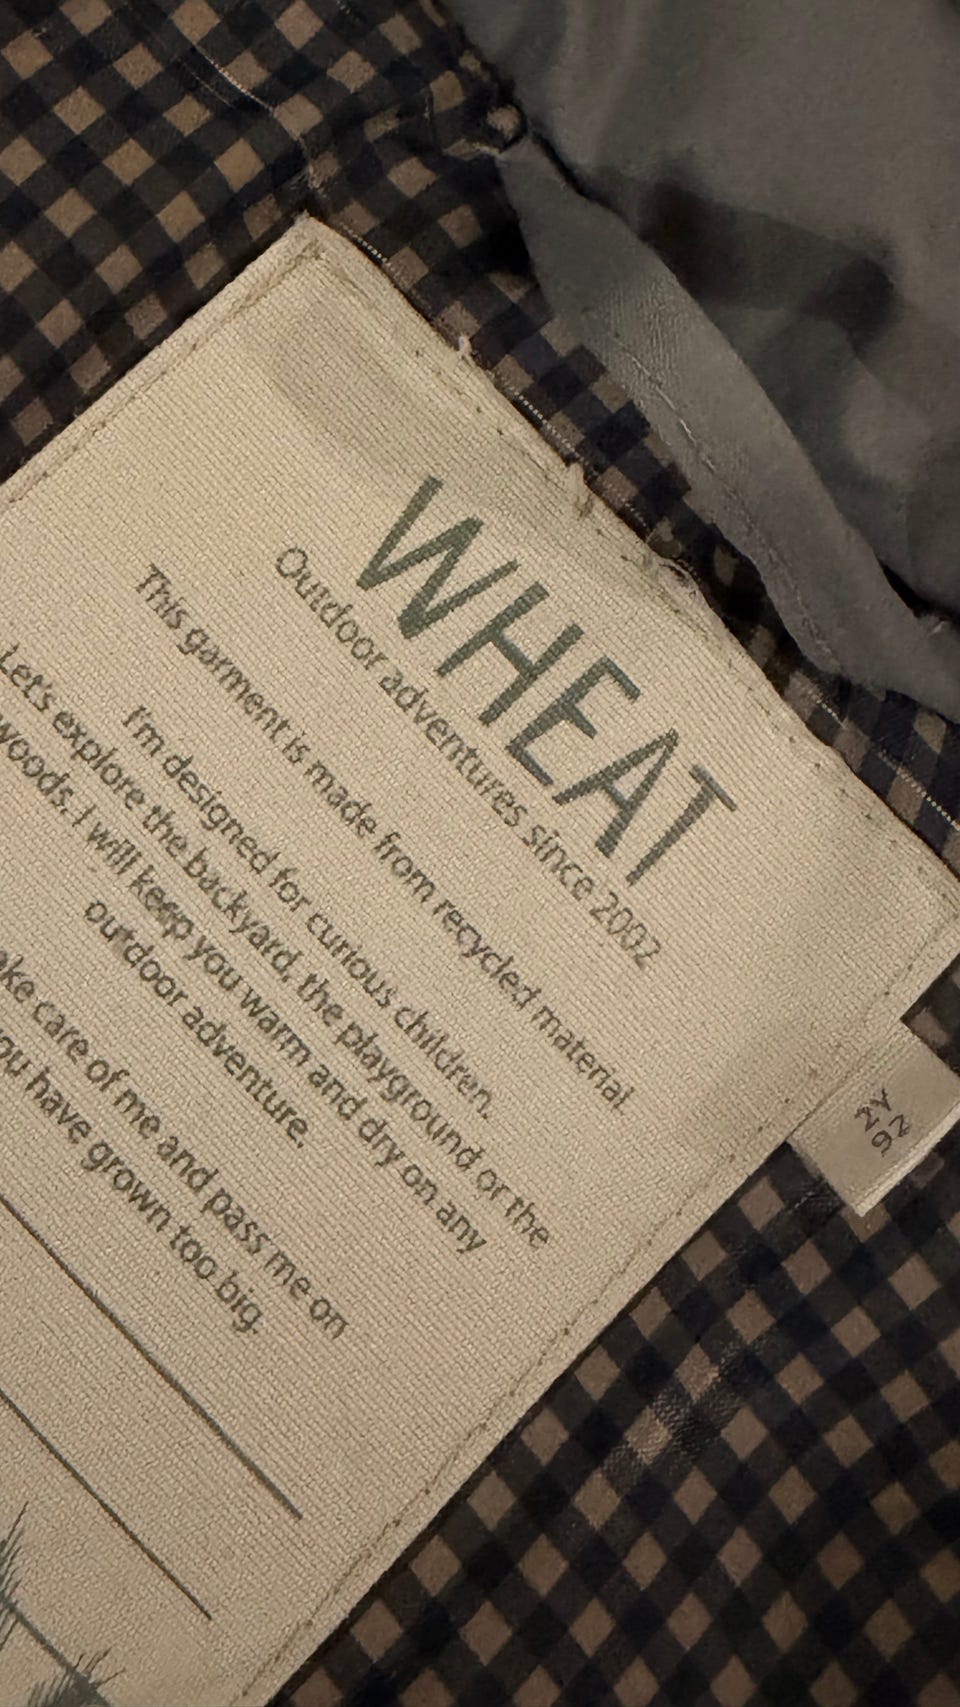 WHEAT
Outdoor adventures since 2002
This garment is made from recycled material.
I'm designed for curious children.
Let's explore the backyard, the playground or the
woods. I will keep you warm and dry on any
outdoor adventure.
care of me and pass me on
you have grown too big.
2Y
92